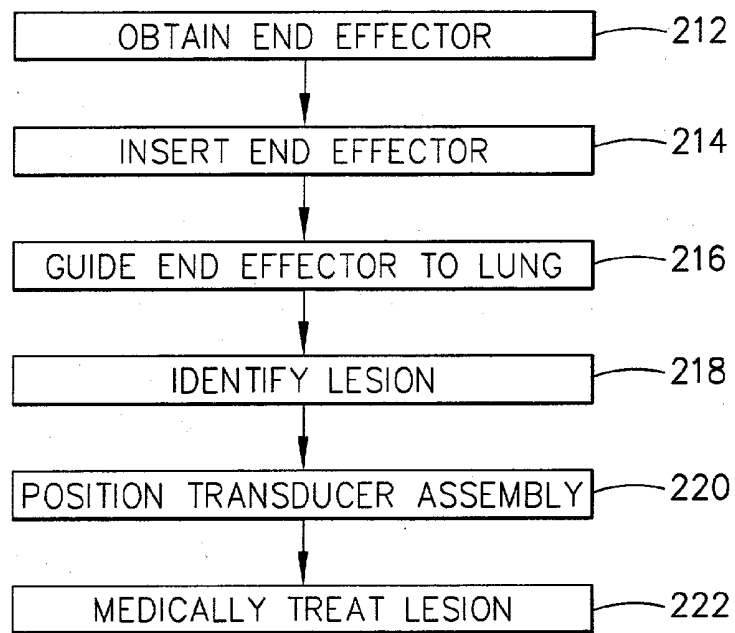 OBTAIN END EFFECTOR 212
INSERT END EFFECTOR 214
GUIDE END EFFECTOR TO LUNG 216
IDENTIFY LESION 218
POSITION TRANSDUCER ASSEMBLY 220
MEDICALLY TREAT LESION 222